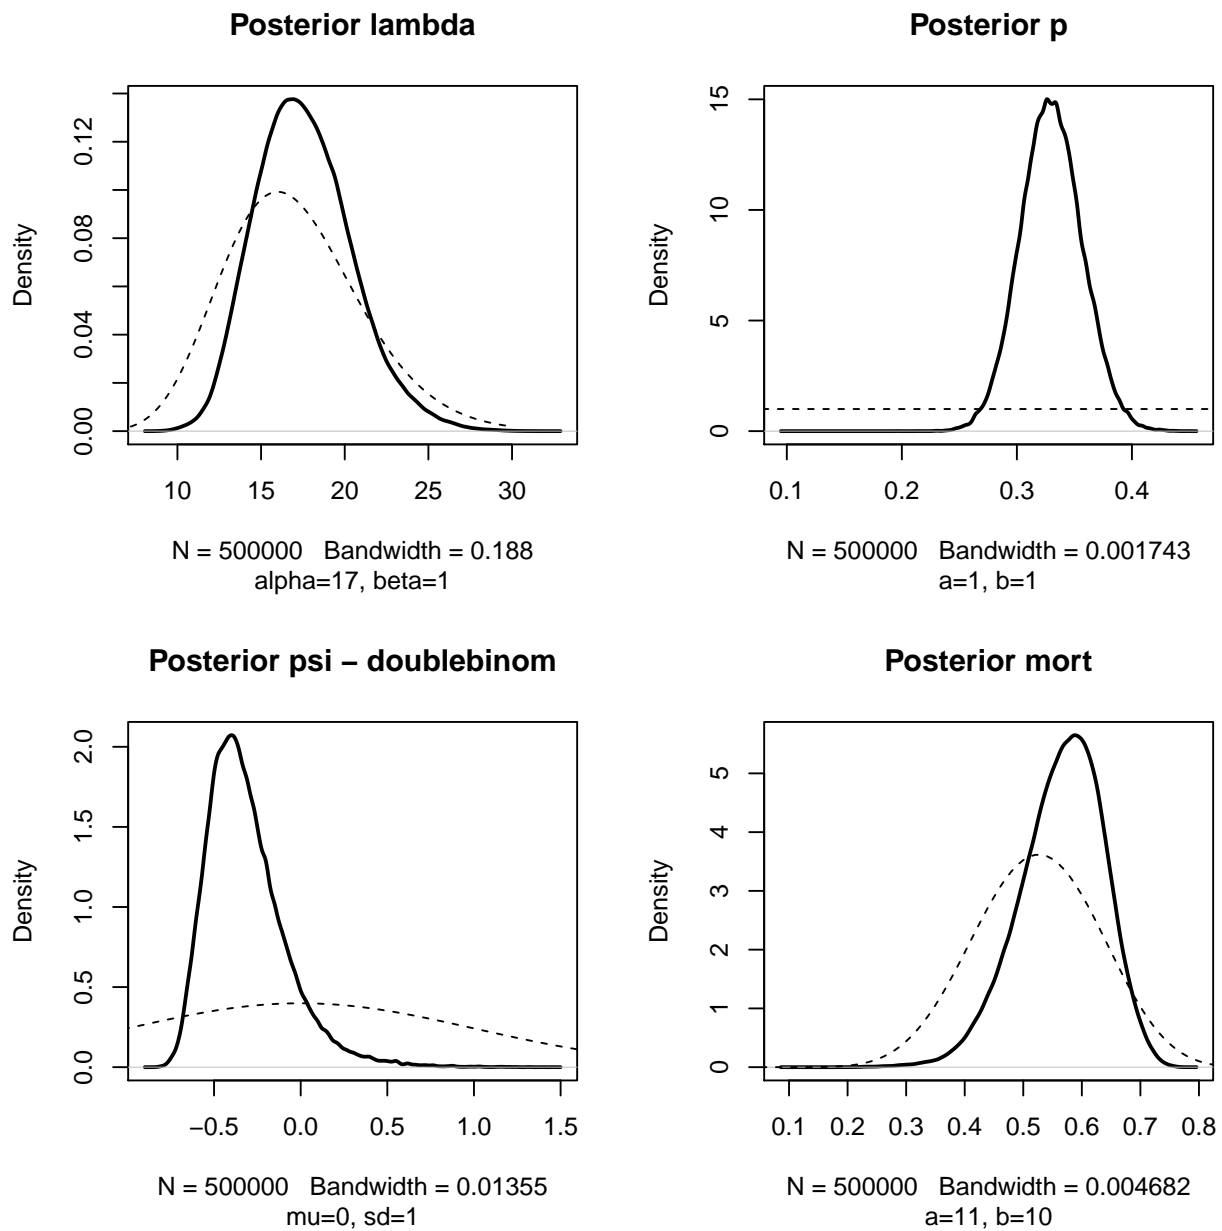 Posterior lambda
Density
0.00 0.04 0.08 0.12
10 15 20 25 30
N = 500000 Bandwidth = 0.188
alpha=17, beta=1
Posterior p
Density
0 5 10 15
0.1 0.2 0.3 0.4
N = 500000 Bandwidth = 0.001743
a=1, b=1
Posterior psi − doublebinom
Density
0.0 0.5 1.0 1.5 2.0
−0.5 0.0 0.5 1.0 1.5
N = 500000 Bandwidth = 0.01355
mu=0, sd=1
Posterior mort
Density
0 1 2 3 4 5
0.1 0.2 0.3 0.4 0.5 0.6 0.7 0.8
N = 500000 Bandwidth = 0.004682
a=11, b=10